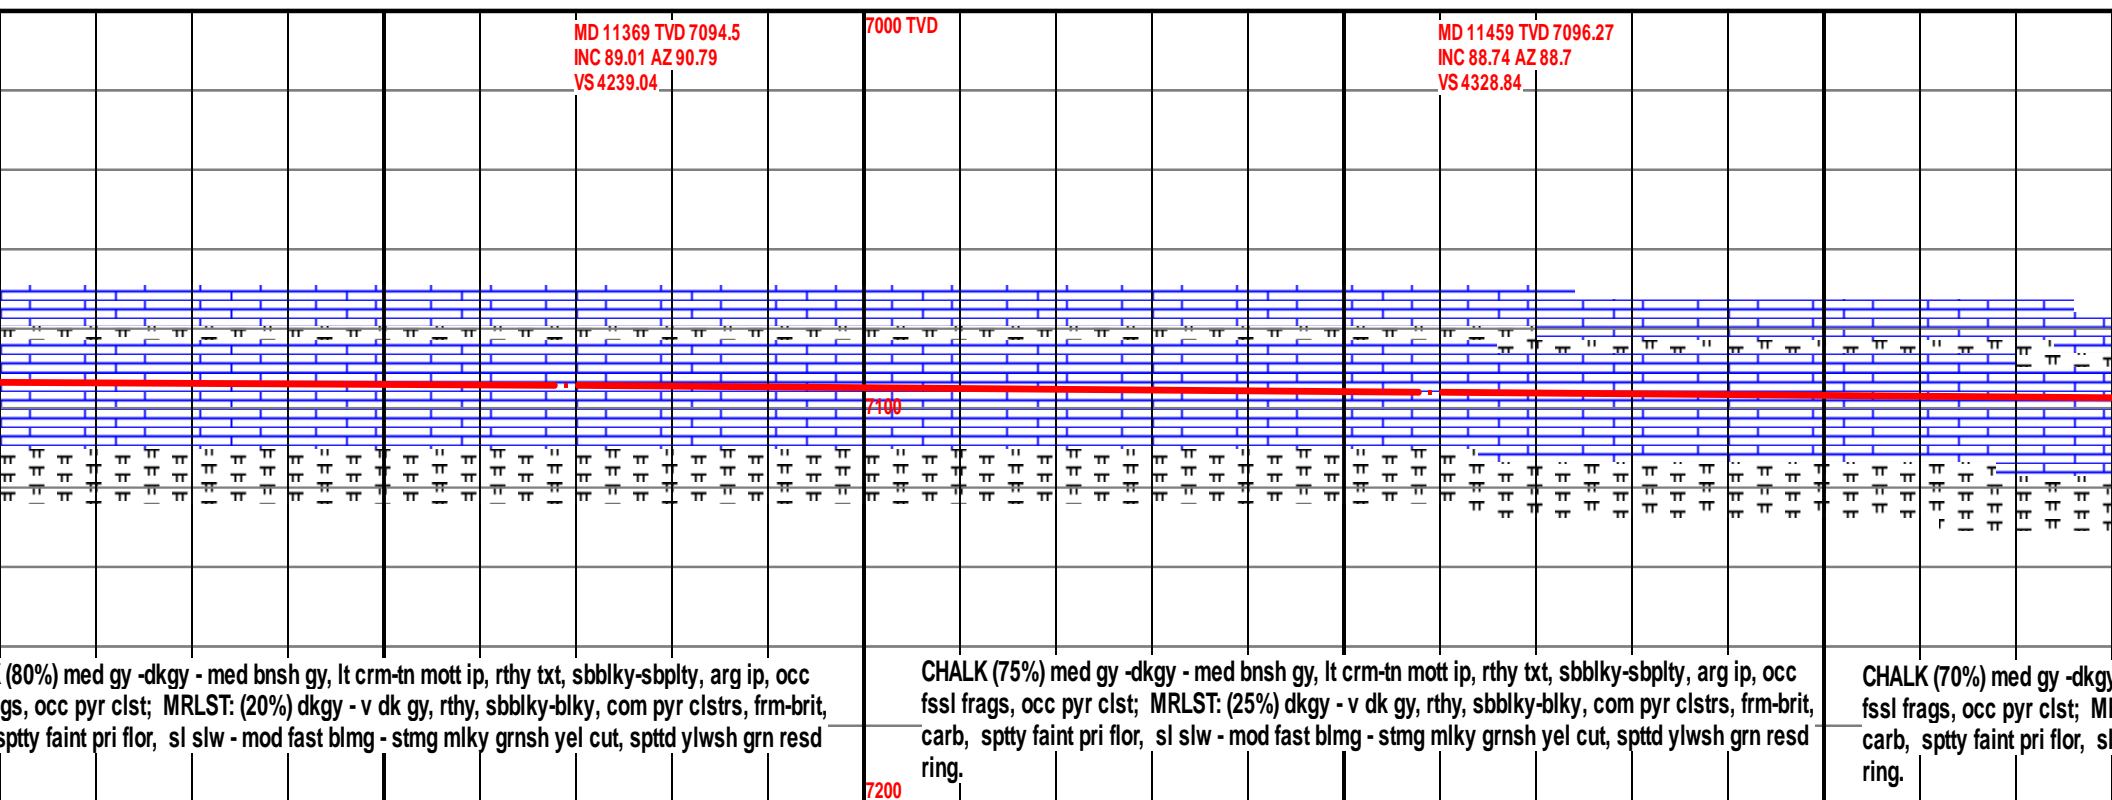 MD 11369 TVD 7094.5
INC 89.01 AZ 90.79
VS 4239.04
7000 TVD
MD 11459 TVD 7096.27
INC 88.74 AZ 88.7
VS 4328.84
7100
(80%) med gy -dkgy - med bnsh gy, lt crm-tn mott ip, rthy txt, sbblky-sbplty, arg ip, occ
gs, occ pyr clst; MRLST: (20%) dkgy - v dk gy, rthy, sbblky-blky, com pyr clstrs, frm-brit,
sptty faint pri flor, sl slw - mod fast blmg - stmg mlky grnsh yel cut, spttd ylwsh grn resd
CHALK (75%) med gy -dkgy - med bnsh gy, lt crm-tn mott ip, rthy txt, sbblky-sbplty, arg ip, occ
fssl frags, occ pyr clst; MRLST: (25%) dkgy - v dk gy, rthy, sbblky-blky, com pyr clstrs, frm-brit,
carb, sptty faint pri flor, sl slw - mod fast blmg - stmg mlky grnsh yel cut, spttd ylwsh grn resd
ring.
CHALK (70%) med gy -dkgy
fssl frags, occ pyr clst; M
carb, sptty faint pri flor, sl
ring.
7200